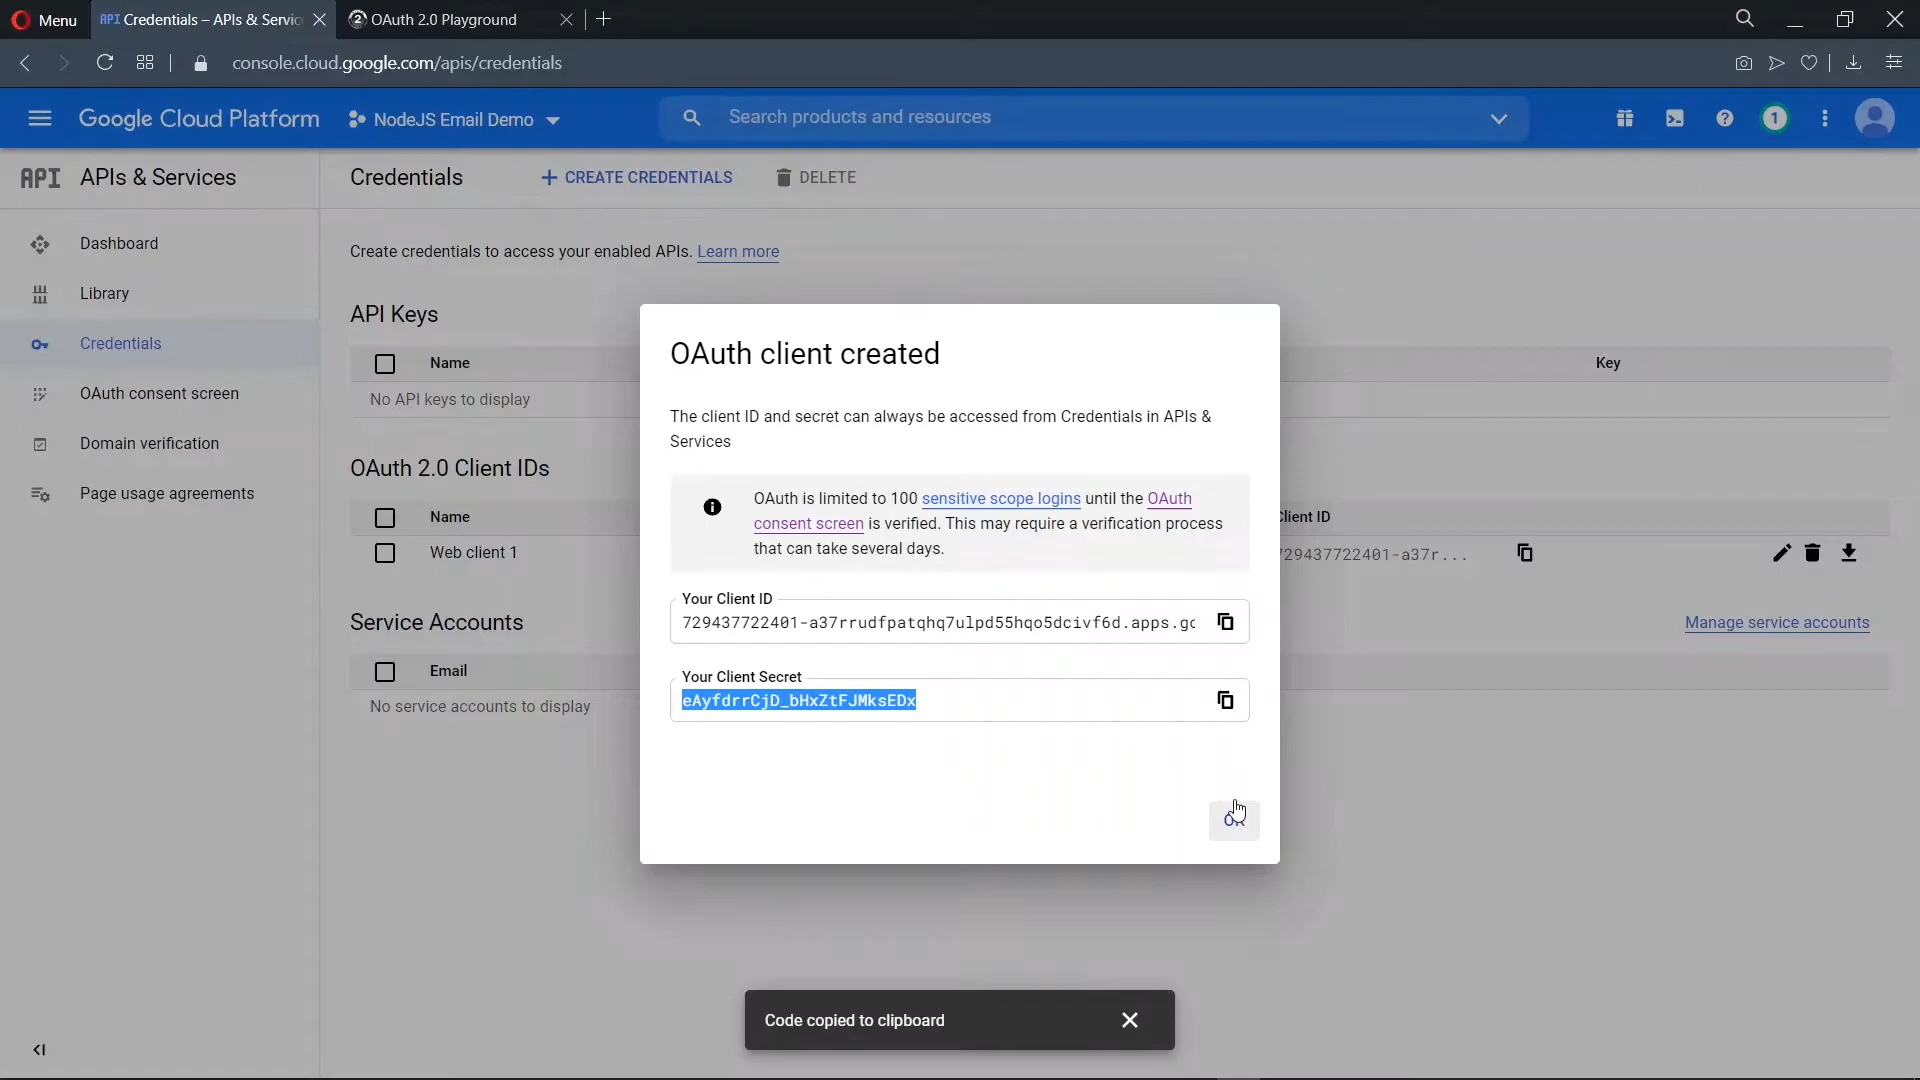 Menu
API Credentials – APIs & Servic
OAuth 2.0 Playground
console.cloud.google.com/apis/credentials
Google Cloud Platform
NodeJS Email Demo
Search products and resources
1
API APIs & Services
Credentials
CREATE CREDENTIALS
DELETE
Dashboard
Library
Credentials
OAuth consent screen
Domain verification
Page usage agreements
Create credentials to access your enabled APIs. Learn more
API Keys
Name
Key
No API keys to display
OAuth 2.0 Client IDs
Name
Client ID
Web client 1
729437722401-a37r...
Service Accounts
Manage service accounts
Email
No service accounts to display
OAuth client created
The client ID and secret can always be accessed from Credentials in APIs &
Services
OAuth is limited to 100 sensitive scope logins until the OAuth
consent screen is verified. This may require a verification process
that can take several days.
Your Client ID
729437722401-a37rrudfpatqhq7ulpd55hqo5dcivf6d.apps.gc
Your Client Secret
eAyfdrrCjD_bHxZtFJMksEDx
OK
Code copied to clipboard